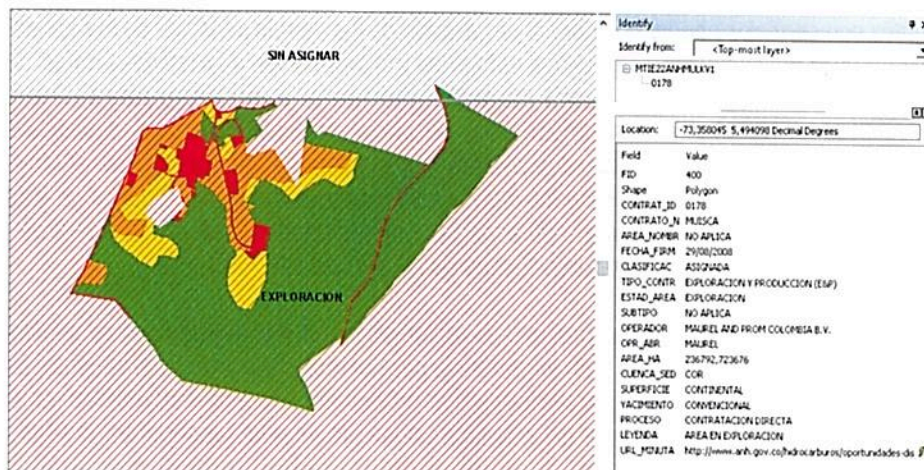 SIN ASIGNAR
EXPLORACION
Identify
Identify from: <Top-most layer>
MTIE22ANHMULKV1
0178
Location: -73,358045 5,494098 Decimal Degrees
Field Value
FID 400
Shape Polygon
CONTRAT_ID 0178
CONTRATO_N MUISCA
AREA_NOMBR NO APLICA
FECHA_FIRM 29/08/2008
CLASIFICAC ASIGNADA
TIPO_CONTR EXPLORACION Y PRODUCCION (E&P)
ESTAD_AREA EXPLORACION
SUBTIPO NO APLICA
OPERADOR MAUREL AND PROM COLOMBIA B.V.
OPR_ABR MAUREL
AREA_HA 236792,723676
CUENCA_SED COR
SUPERFICIE CONTINENTAL
YACIMIENTO CONVENCIONAL
PROCESO CONTRATACION DIRECTA
LEYENDA AREA EN EXPLORACION
URL_MINUTA http://www.anh.gov.co/hidrocarburos/oportunidades-dis